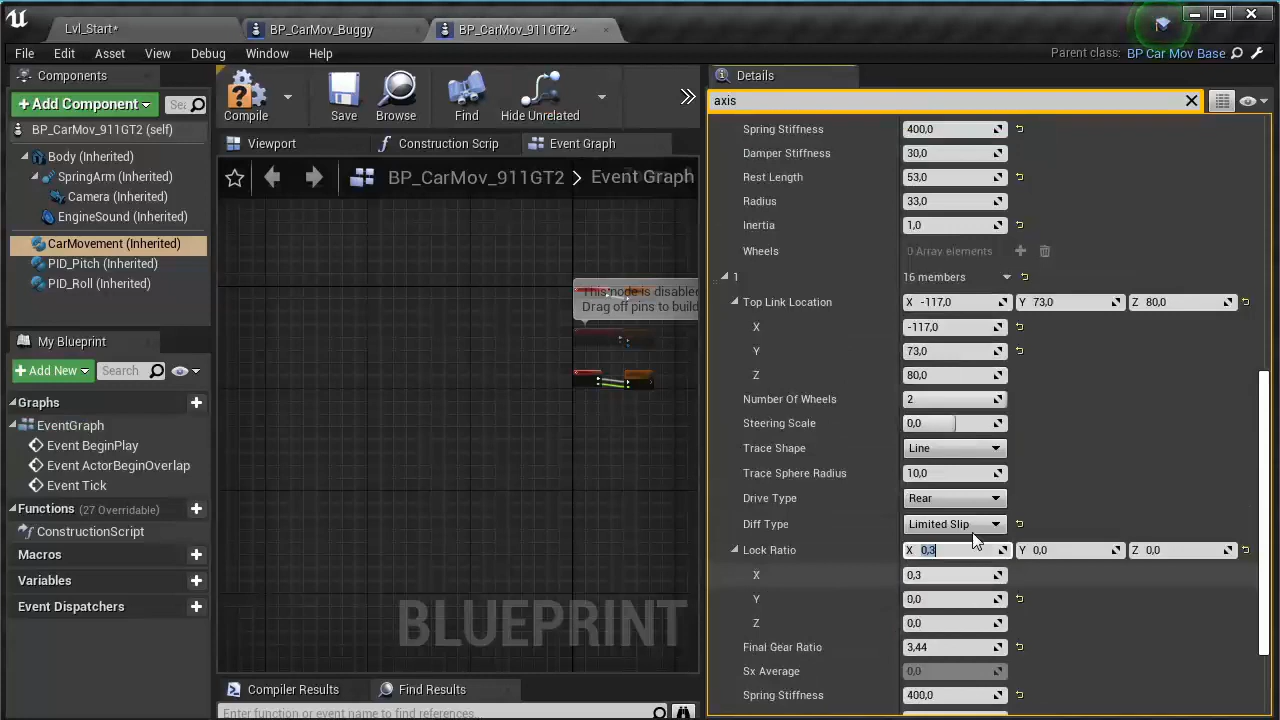 Lvl_Start*
BP_CarMov_Buggy
BP_CarMov_911GT2*
File Edit Asset View Debug Window Help
Parent class: BP Car Mov Base
Components
+ Add Component
BP_CarMov_911GT2 (self)
Body (Inherited)
SpringArm (Inherited)
Camera (Inherited)
EngineSound (Inherited)
CarMovement (Inherited)
PID_Pitch (Inherited)
PID_Roll (Inherited)
My Blueprint
+ Add New
Search
Graphs
EventGraph
Event BeginPlay
Event ActorBeginOverlap
Event Tick
Functions (27 Overridable)
ConstructionScript
Macros
Variables
Event Dispatchers
Compile Save Browse Find Hide Unrelated
Viewport Construction Scrip Event Graph
BP_CarMov_911GT2 > Event Graph
This node is disable
Drag off pins to build
BLUEPRINT
Compiler Results Find Results
Enter function or event name to find references...
Details
axis
Spring Stiffness 400,0
Damper Stiffness 30,0
Rest Length 53,0
Radius 33,0
Inertia 1,0
Wheels 0 Array elements
1 16 members
Top Link Location X -117,0 Y 73,0 Z 80,0
X -117,0
Y 73,0
Z 80,0
Number Of Wheels 2
Steering Scale 0,0
Trace Shape Line
Trace Sphere Radius 10,0
Drive Type Rear
Diff Type Limited Slip
Lock Ratio X 0,3 Y 0,0 Z 0,0
X 0,3
Y 0,0
Z 0,0
Final Gear Ratio 3,44
Sx Average 0,0
Spring Stiffness 400,0